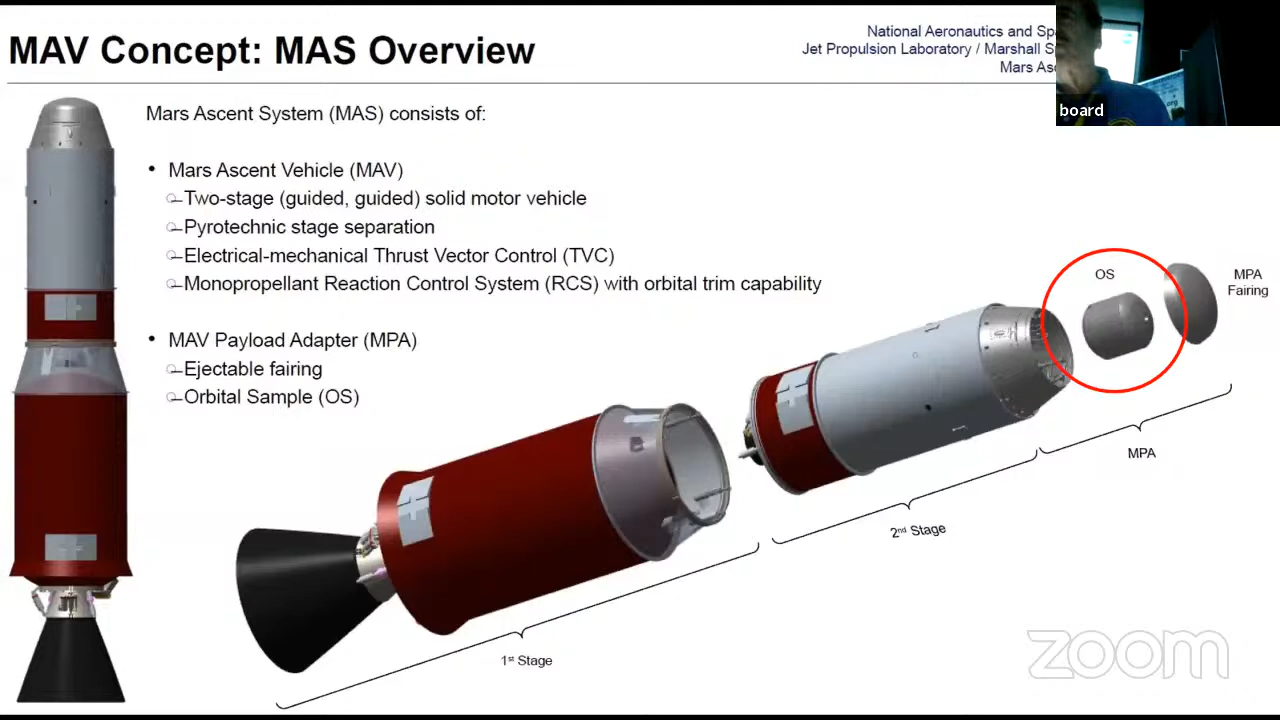 MAV Concept: MAS Overview
National Aeronautics and
Jet Propulsion Laboratory / Marshall
Mars
board
Mars Ascent System (MAS) consists of:
• Mars Ascent Vehicle (MAV)
Two-stage (guided, guided) solid motor vehicle
Pyrotechnic stage separation
Electrical-mechanical Thrust Vector Control (TVC)
Monopropellant Reaction Control System (RCS) with orbital trim capability
• MAV Payload Adapter (MPA)
Ejectable fairing
Orbital Sample (OS)
OS
MPA
Fairing
MPA
2nd Stage
1st Stage
zoom